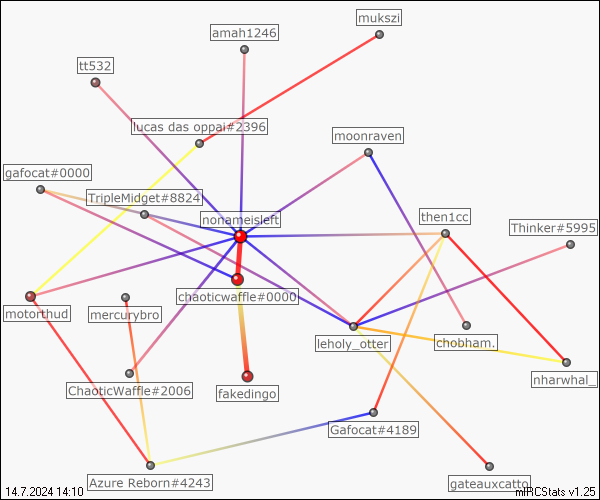 mukszi
amah1246
tt532
lucas das oppai#2396
moonraven
gafocat#0000
TripleMidget#8824
nonameisleft
then1cc
Thinker#5995
chaoticwaffle#0000
motorthud
mercurybro
leholy_otter
chobham.
nharwhal_
ChaoticWaffle#2006
fakedingo
Gafocat#4189
Azure Reborn#4243
gateauxcatto
14.7.2024 14:10
mIRCStats v1.25